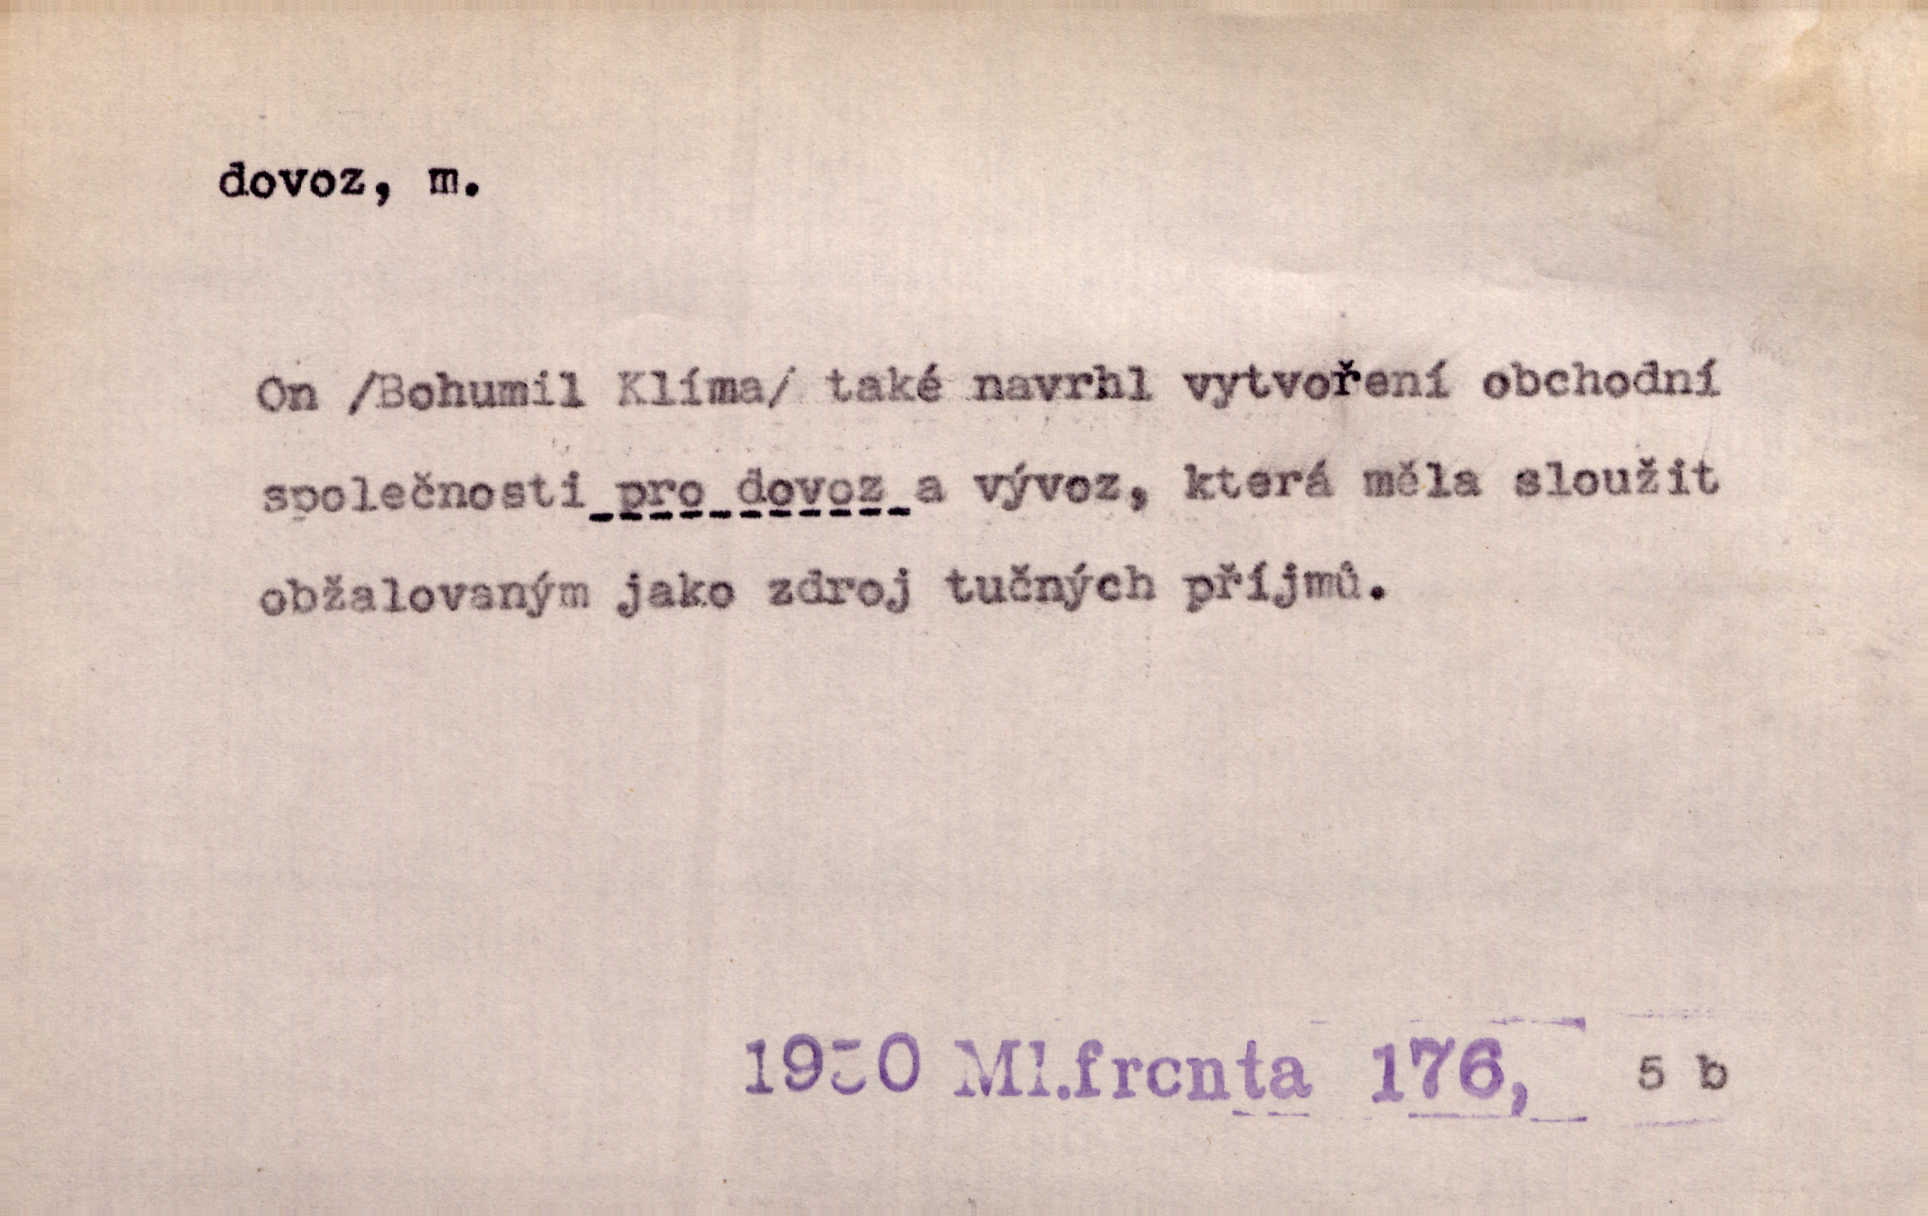 dovoz, m.
On /Bohumil Klíma/ také navrhl vytvoření obchodní
společnosti pro dovoz a vývoz, která měla sloužit
obžalovaným jako zdroj tučných příjmů.
1950 Ml.fronta 176, 5 b